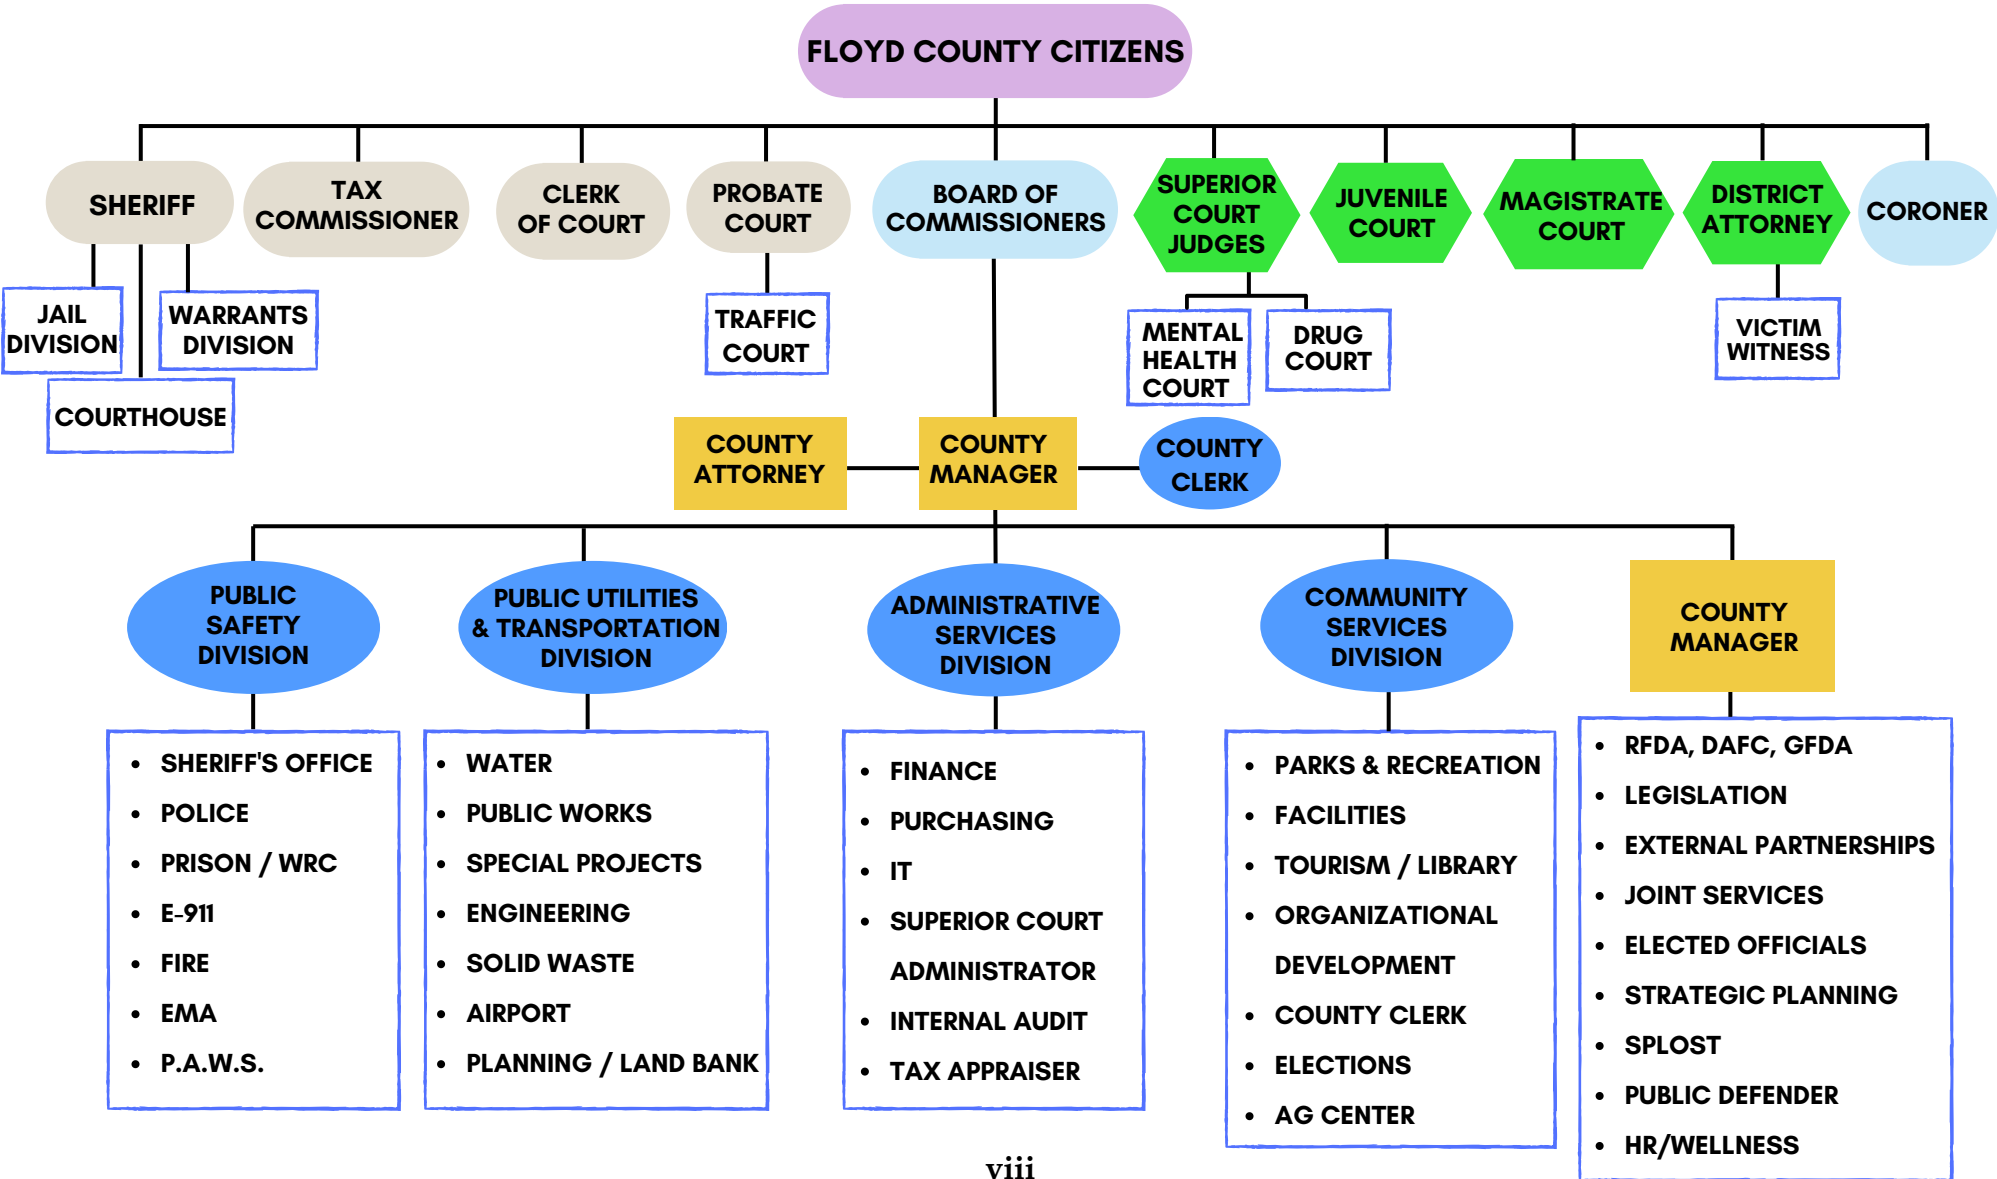 FLOYD COUNTY CITIZENS
SHERIFF
TAX
COMMISSIONER
CLERK
OF COURT
PROBATE
COURT
BOARD OF
COMMISSIONERS
SUPERIOR
COURT
JUDGES
JUVENILE
COURT
MAGISTRATE
COURT
DISTRICT
ATTORNEY
CORONER
JAIL
DIVISION
WARRANTS
DIVISION
COURTHOUSE
TRAFFIC
COURT
MENTAL
HEALTH
COURT
DRUG
COURT
VICTIM
WITNESS
COUNTY
ATTORNEY
COUNTY
MANAGER
COUNTY
CLERK
PUBLIC
SAFETY
DIVISION
PUBLIC UTILITIES
& TRANSPORTATION
DIVISION
ADMINISTRATIVE
SERVICES
DIVISION
COMMUNITY
SERVICES
DIVISION
COUNTY
MANAGER
• SHERIFF'S OFFICE
• POLICE
• PRISON / WRC
• E-911
• FIRE
• EMA
• P.A.W.S.
• WATER
• PUBLIC WORKS
• SPECIAL PROJECTS
• ENGINEERING
• SOLID WASTE
• AIRPORT
• PLANNING / LAND BANK
• FINANCE
• PURCHASING
• IT
• SUPERIOR COURT
ADMINISTRATOR
• INTERNAL AUDIT
• TAX APPRAISER
• PARKS & RECREATION
• FACILITIES
• TOURISM / LIBRARY
• ORGANIZATIONAL
DEVELOPMENT
• COUNTY CLERK
• ELECTIONS
• AG CENTER
• RFDA, DAFC, GFDA
• LEGISLATION
• EXTERNAL PARTNERSHIPS
• JOINT SERVICES
• ELECTED OFFICIALS
• STRATEGIC PLANNING
• SPLOST
• PUBLIC DEFENDER
• HR/WELLNESS
viii